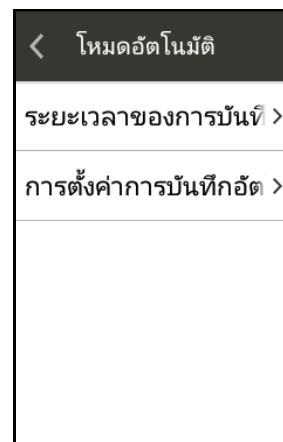 โหมดอัตโนมัติ
ระยะเวลาของการบันทึ
การตั้งค่าการบันทึกอัต